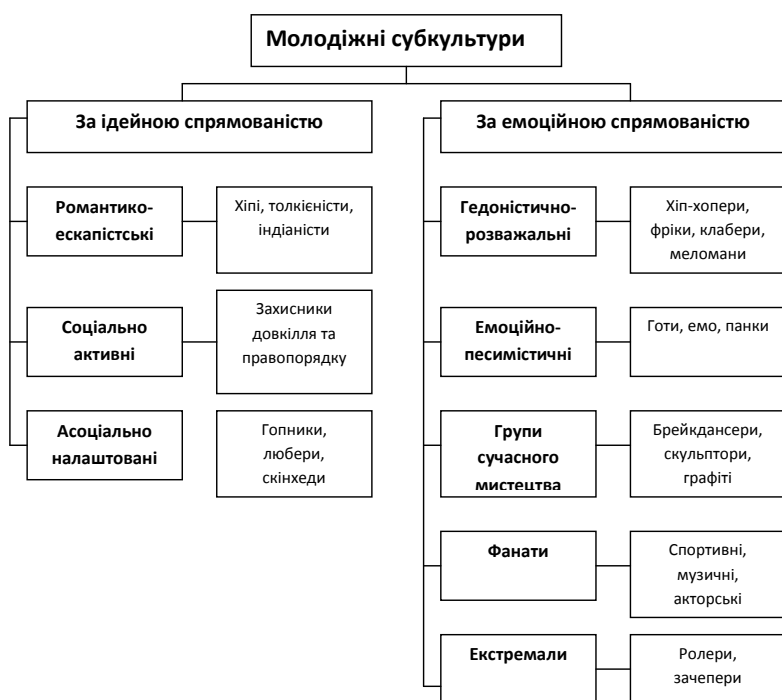 Молодіжні субкультури
За ідейною спрямованістю
За емоційною спрямованістю
Романтико-
ескапістські
Хіпі, толкієністи,
індіаністи
Соціально
активні
Захисники
довкілля та
правопорядку
Асоціально
налаштовані
Гопники,
любери,
скінхеди
Гедоністично-
розважальні
Хіп-хопери,
фріки, клабери,
меломани
Емоційно-
песимістичні
Готи, емо, панки
Групи
сучасного
мистецтва
Брейкдансери,
скульптори,
графіті
Фанати
Спортивні,
музичні,
акторські
Екстремали
Ролери,
зачепери